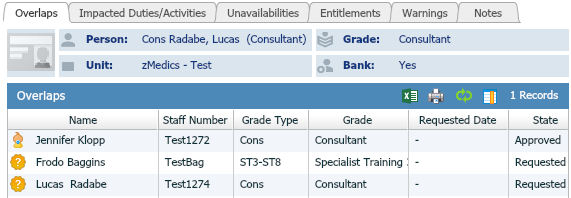 Overlaps Impacted Duties/Activities Unavailabilities Entitlements Warnings Notes
Person: Cons Radabe, Lucas (Consultant) Grade: Consultant
Unit: zMedics - Test Bank: Yes
Overlaps 1 Records
Name Staff Number Grade Type Grade Requested Date State
Jennifer Klopp Test1272 Cons Consultant - Approved
Frodo Baggins TestBag ST3-ST8 Specialist Training - Requested
Lucas Radabe Test1274 Cons Consultant - Requested